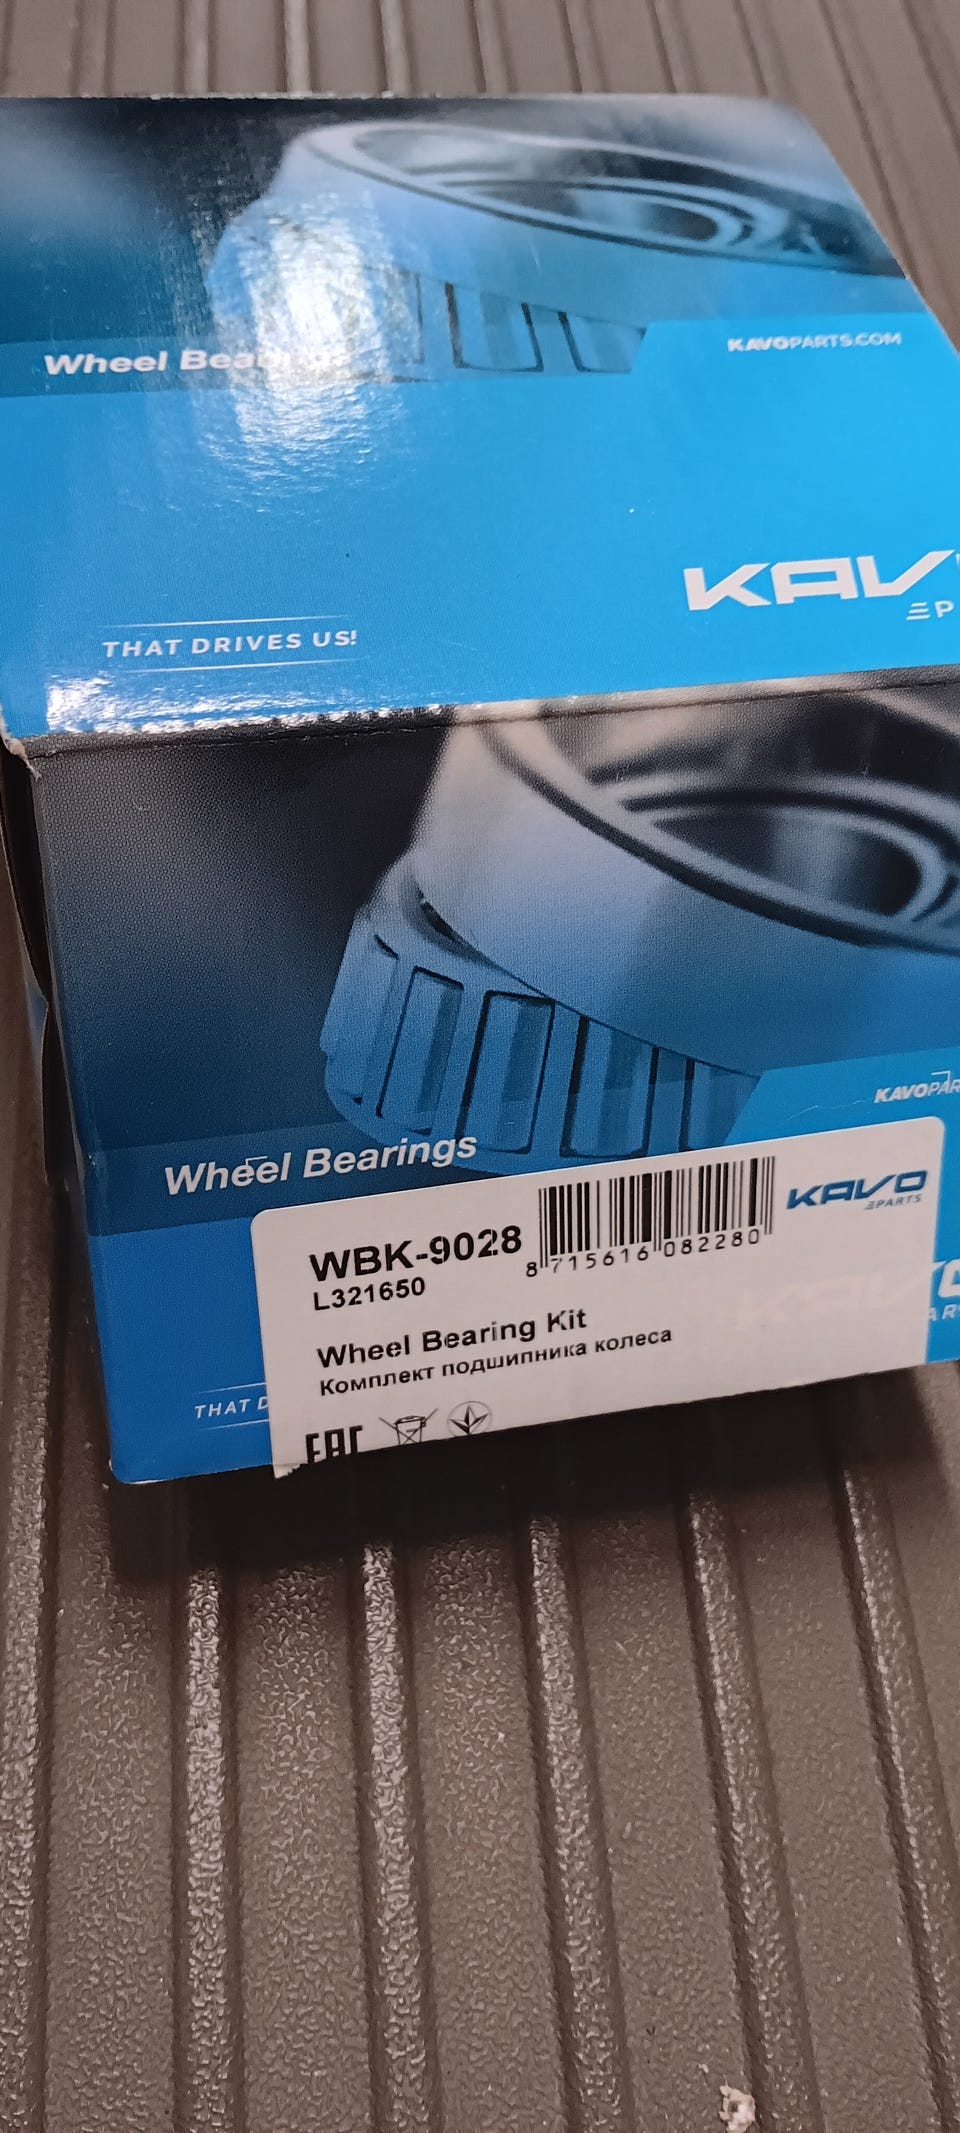 Wheel Bearings
KAVOPARTS.COM
KAV
P
THAT DRIVES US!
KAVOPAR
Wheel Bearings
WBK-9028
L321650
8 715616 082280
KAVO
PARTS
Wheel Bearing Kit
Комплект подшипника колеса
THAT D
EAC